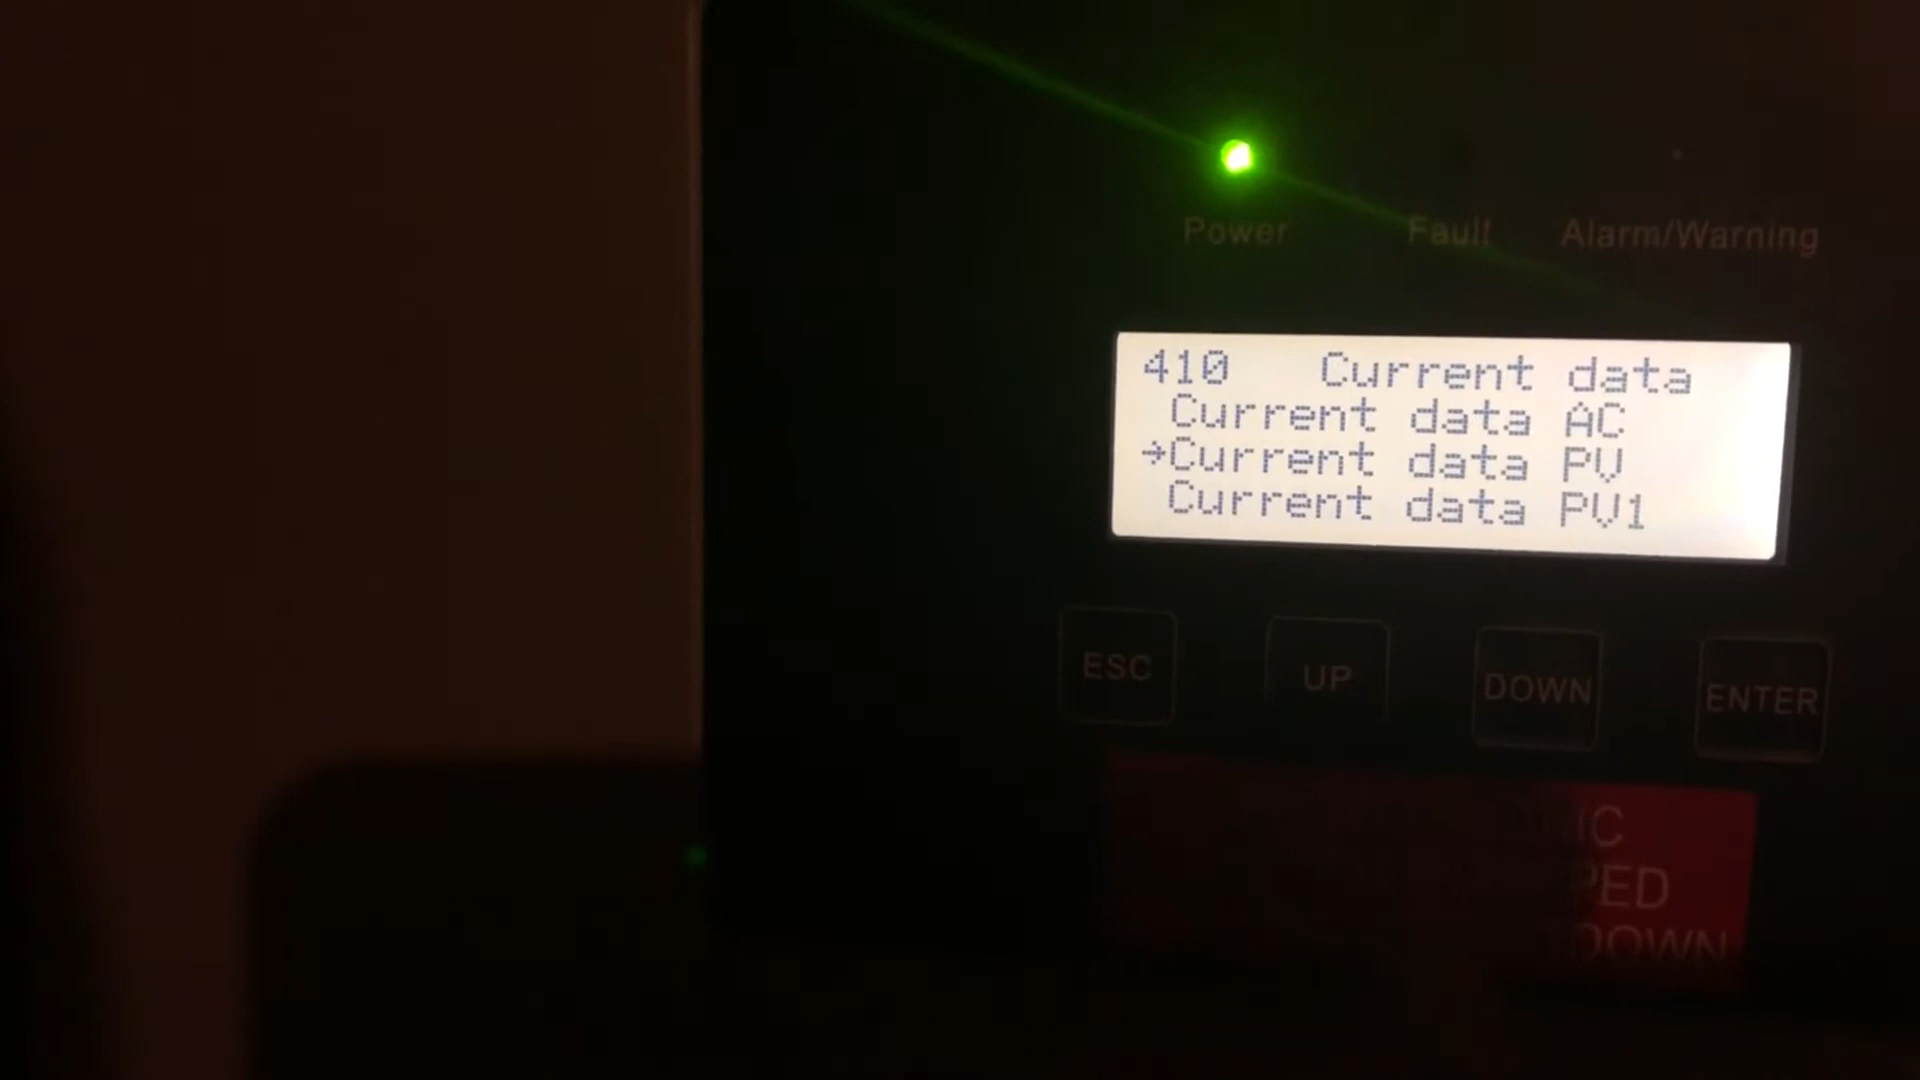 Power Fault Alarm/Warning
410 Current data
Current data AC
→Current data PV
Current data PV1
ESC UP DOWN ENTER